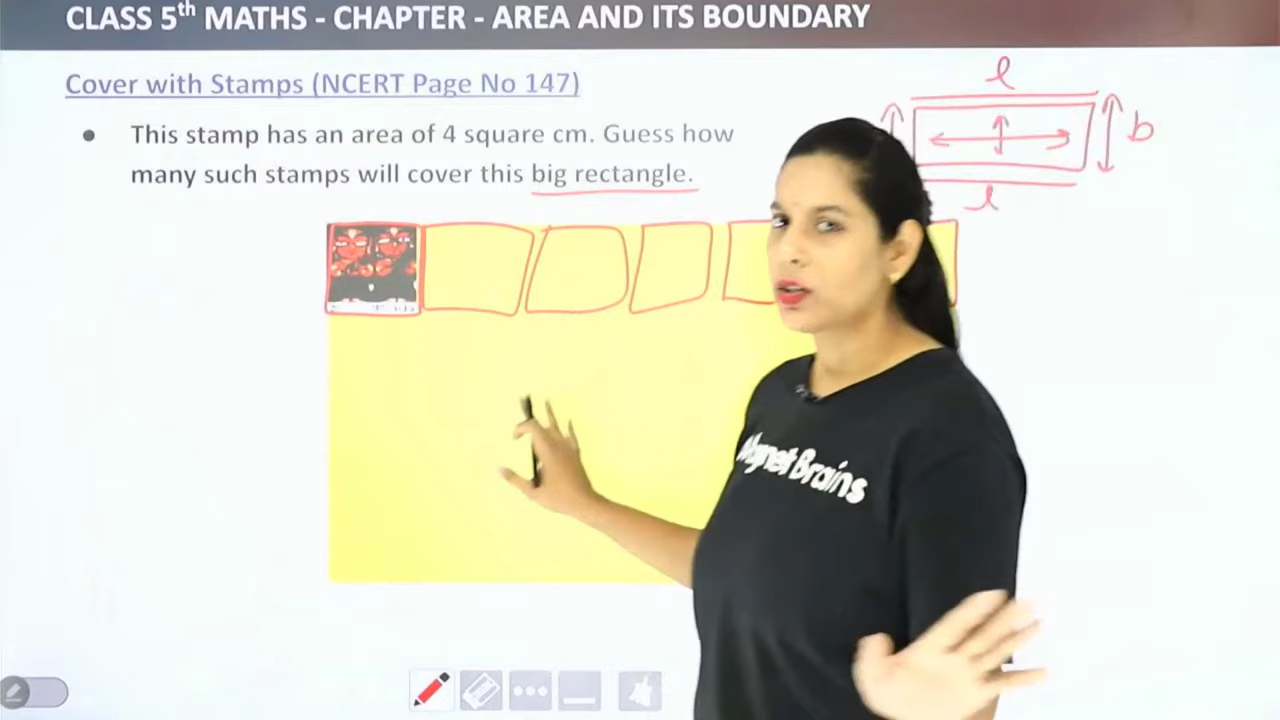 CLASS 5th MATHS - CHAPTER - AREA AND ITS BOUNDARY
Cover with Stamps (NCERT Page No 147)
• This stamp has an area of 4 square cm. Guess how
many such stamps will cover this big rectangle.
l
b
l
Magnet Brains